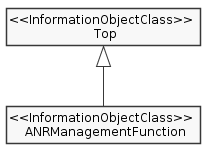 <<InformationObjectClass>>
Top
<<InformationObjectClass>>
ANRManagementFunction